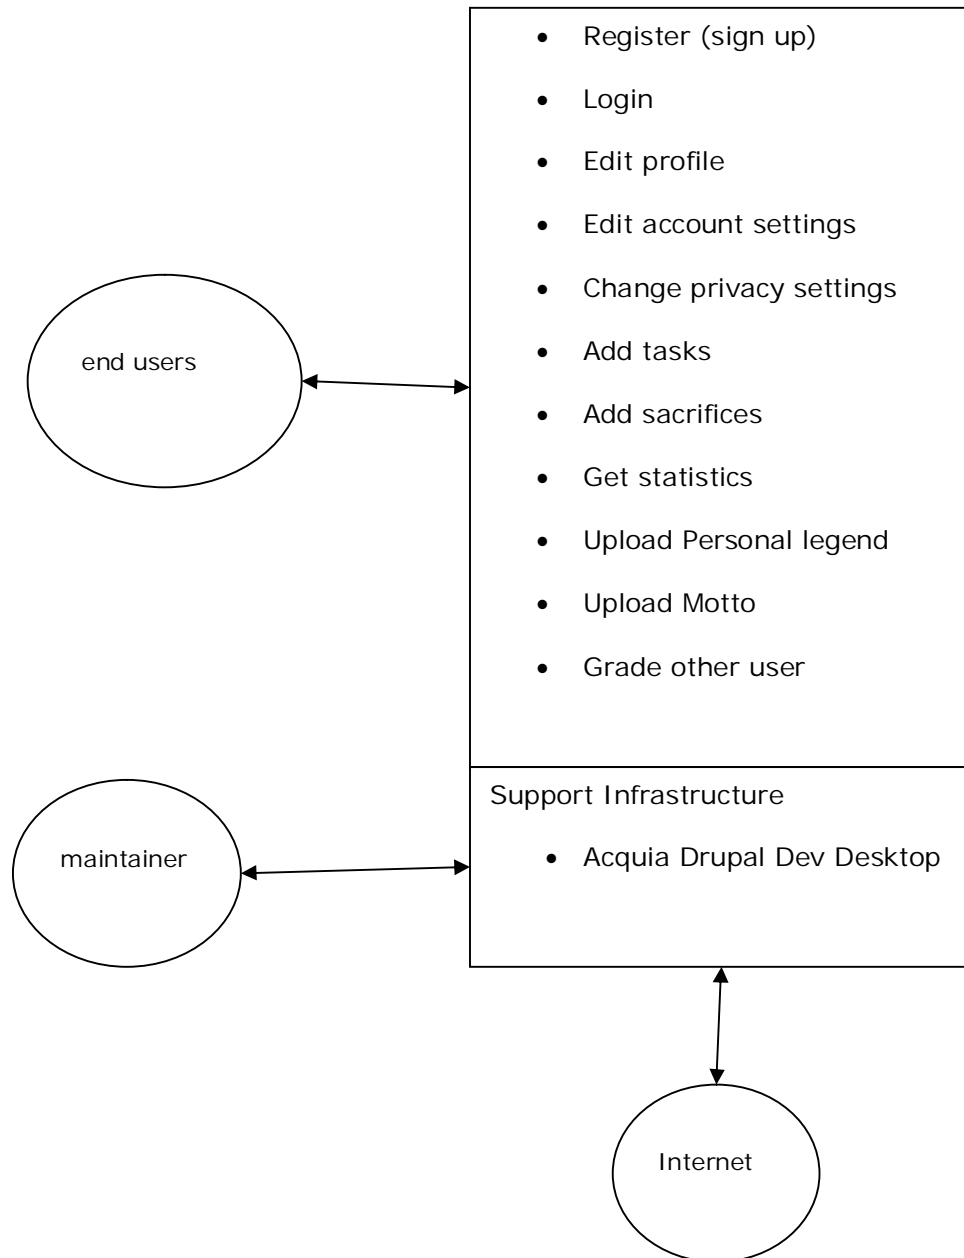 • Register (sign up)
• Login
• Edit profile
• Edit account settings
• Change privacy settings
end users
• Add tasks
• Add sacrifices
• Get statistics
• Upload Personal legend
• Upload Motto
• Grade other user
Support Infrastructure
• Acquia Drupal Dev Desktop
maintainer
Internet